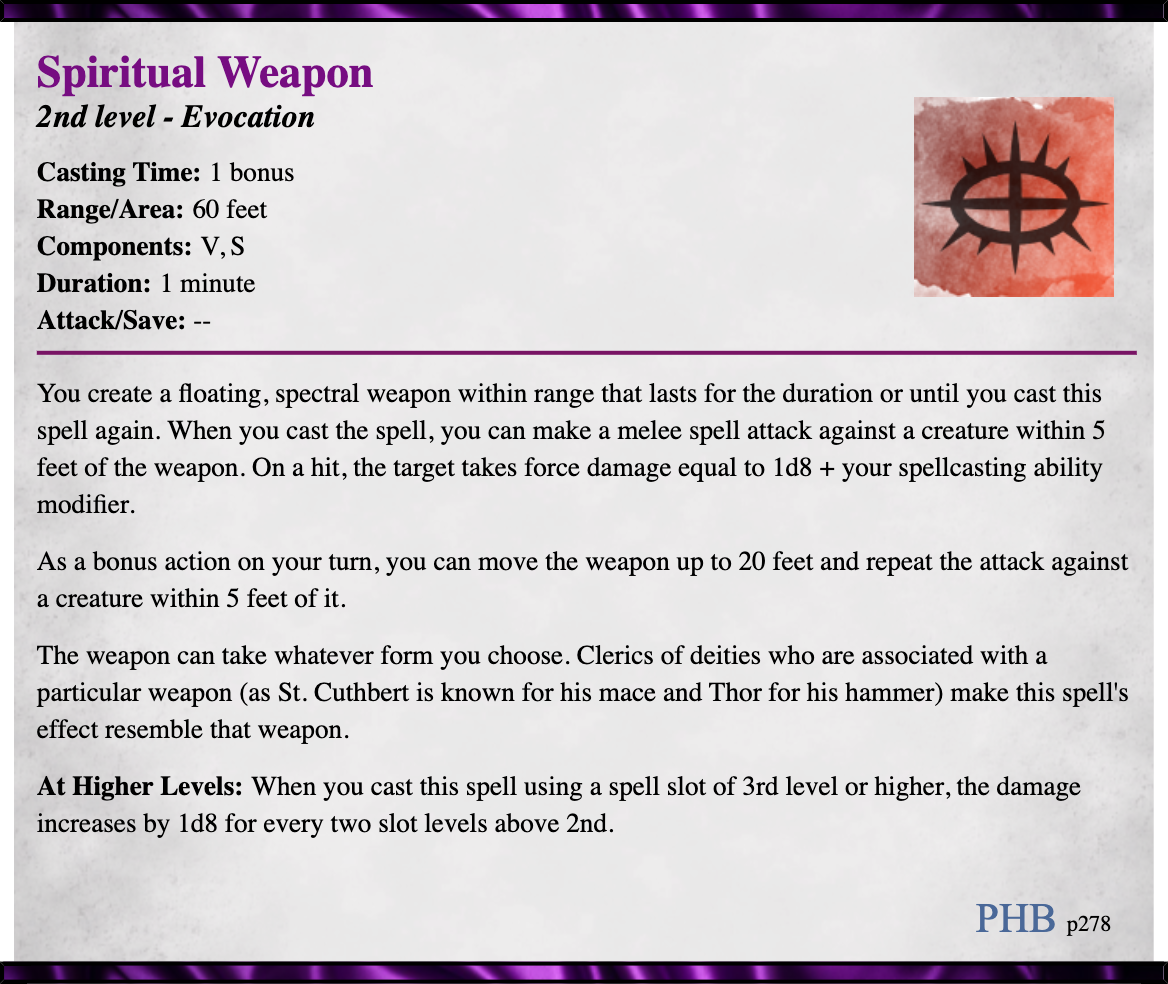 Spiritual Weapon
2nd level - Evocation
Casting Time: 1 bonus
Range/Area: 60 feet
Components: V, S
Duration: 1 minute
Attack/Save: --
You create a floating, spectral weapon within range that lasts for the duration or until you cast this
spell again. When you cast the spell, you can make a melee spell attack against a creature within 5
feet of the weapon. On a hit, the target takes force damage equal to 1d8 + your spellcasting ability
modifier.
As a bonus action on your turn, you can move the weapon up to 20 feet and repeat the attack against
a creature within 5 feet of it.
The weapon can take whatever form you choose. Clerics of deities who are associated with a
particular weapon (as St. Cuthbert is known for his mace and Thor for his hammer) make this spell's
effect resemble that weapon.
At Higher Levels: When you cast this spell using a spell slot of 3rd level or higher, the damage
increases by 1d8 for every two slot levels above 2nd.
PHB p278